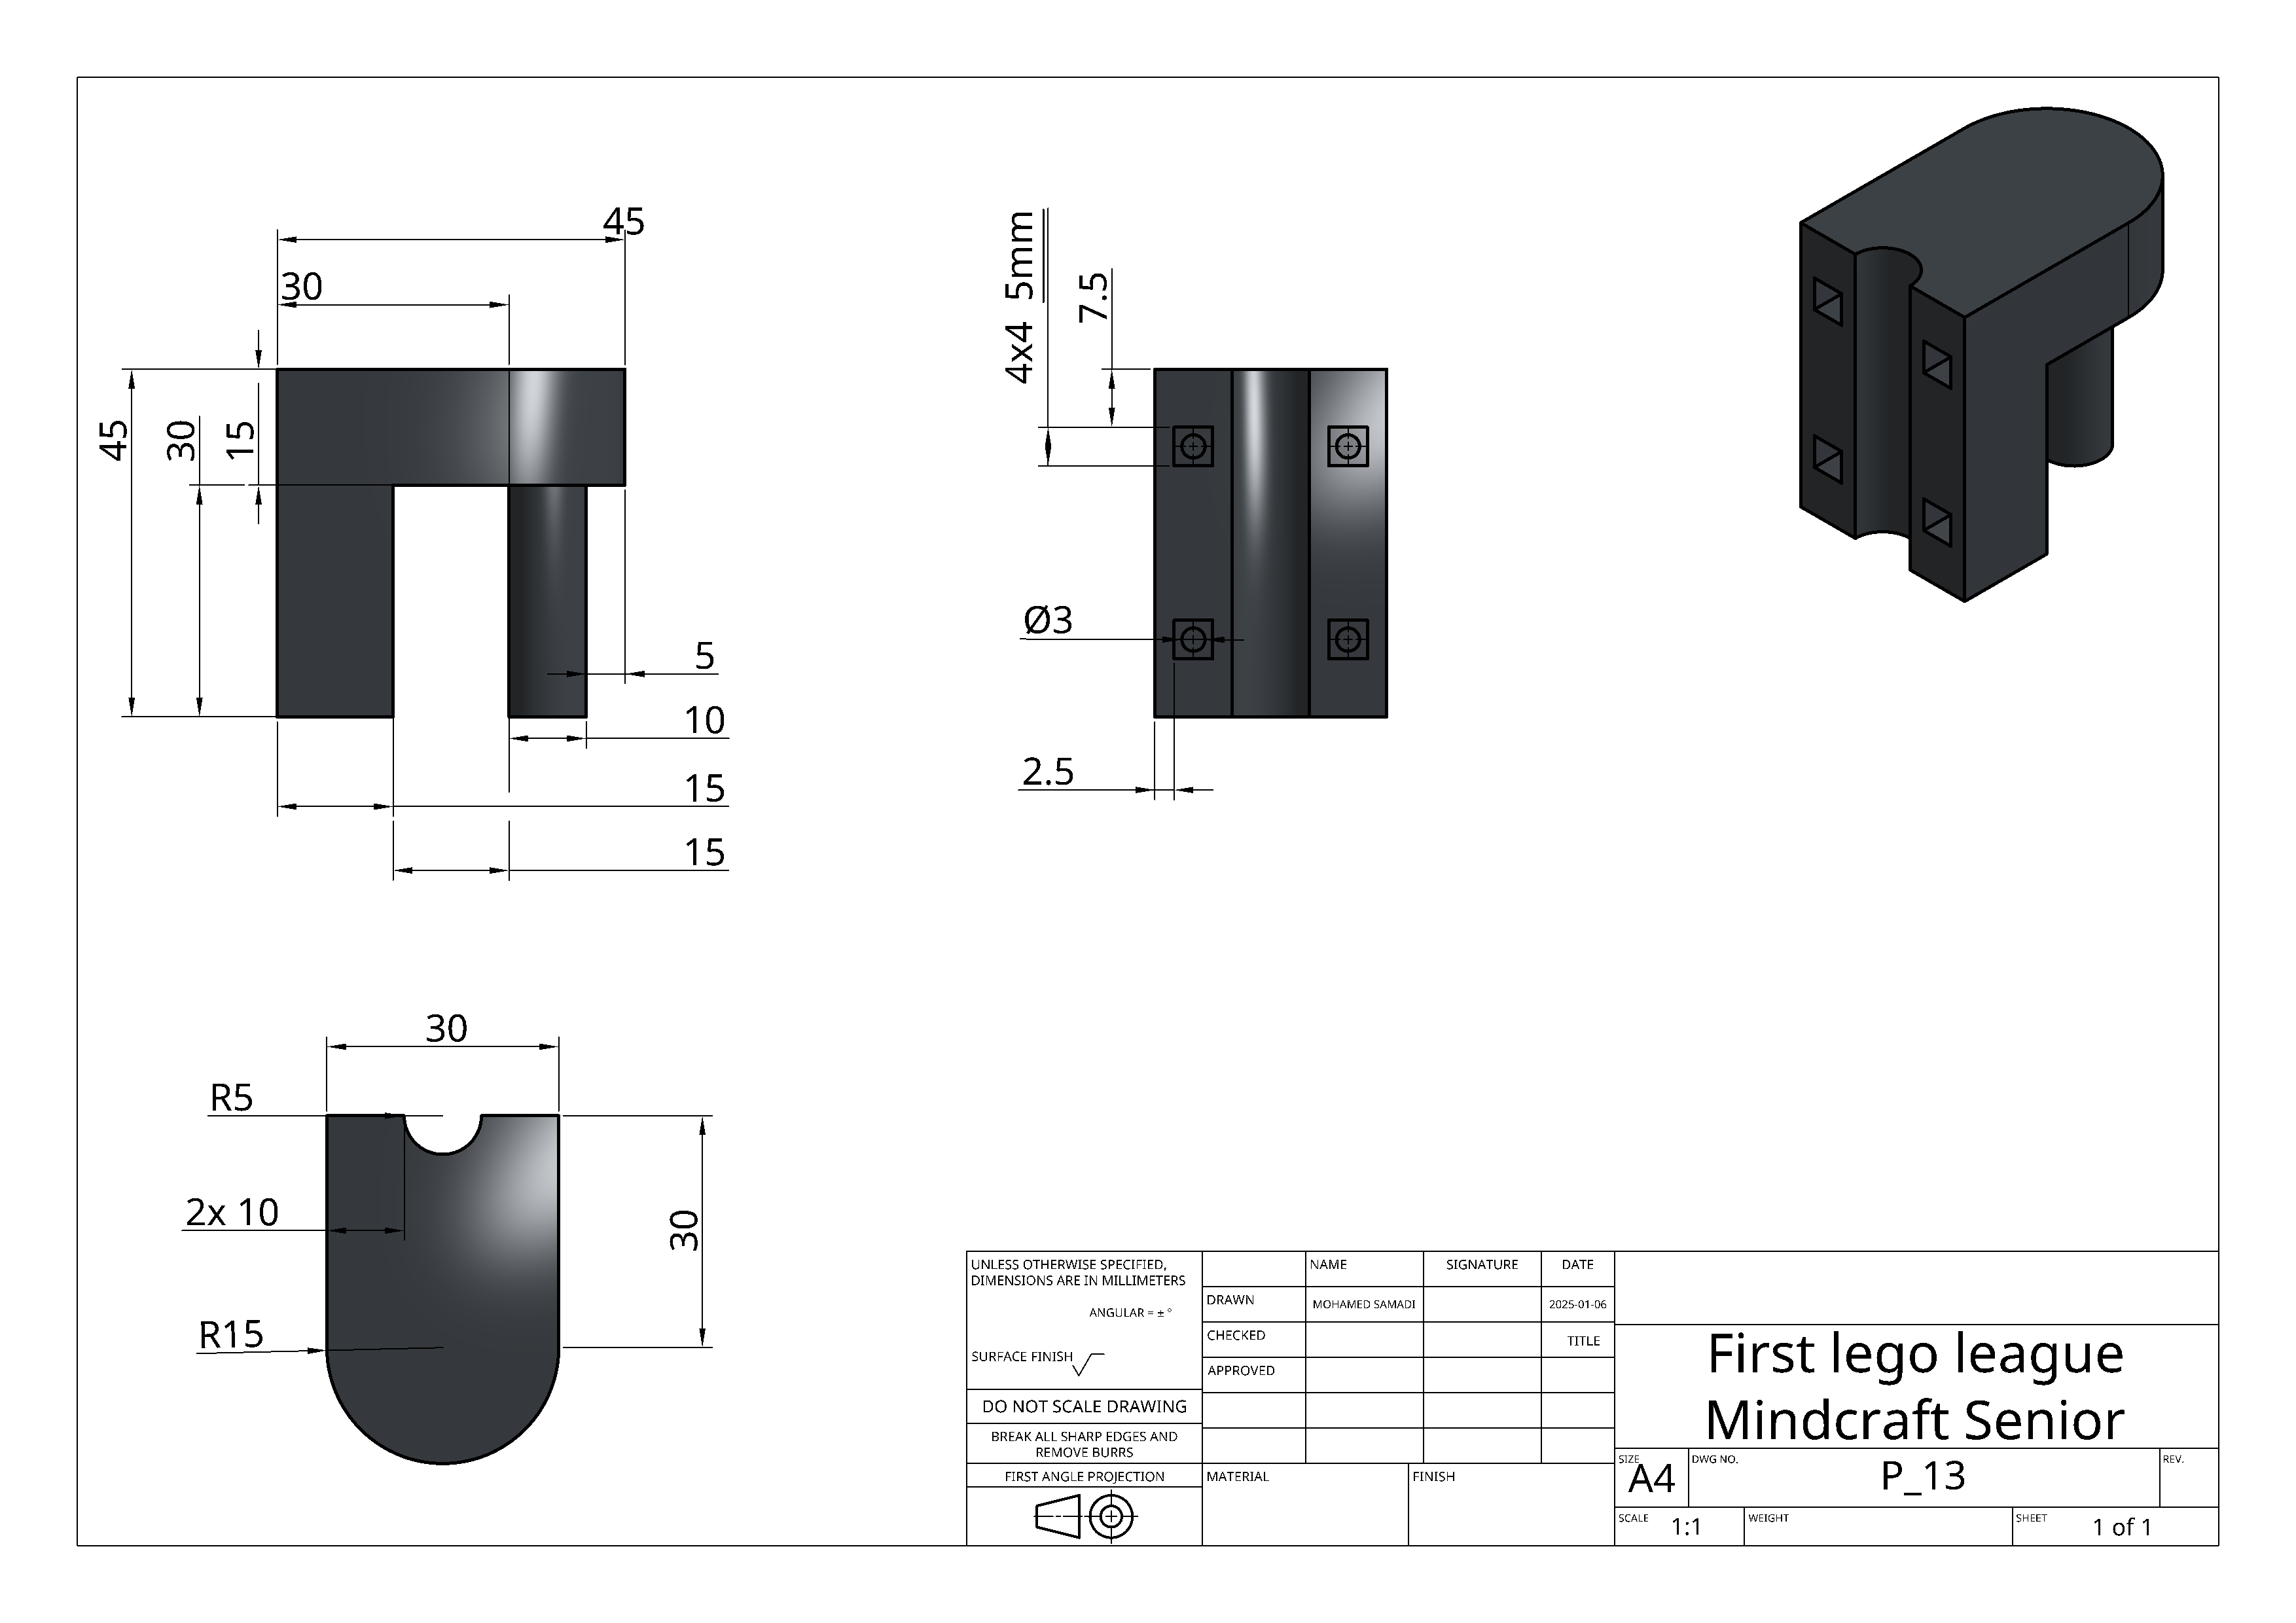 45
30
45
30
15
5
10
15
15
4x4 5mm
7.5
Ø3
2.5
30
R5
2x 10
30
R15
UNLESS OTHERWISE SPECIFIED,
DIMENSIONS ARE IN MILLIMETERS
ANGULAR = ± °
SURFACE FINISH
DO NOT SCALE DRAWING
BREAK ALL SHARP EDGES AND
REMOVE BURRS
FIRST ANGLE PROJECTION
NAME SIGNATURE DATE
DRAWN MOHAMED SAMADI 2025-01-06
CHECKED TITLE
APPROVED
MATERIAL FINISH
First lego league
Mindcraft Senior
SIZE A4 DWG NO. P_13 REV.
SCALE 1:1 WEIGHT SHEET 1 of 1